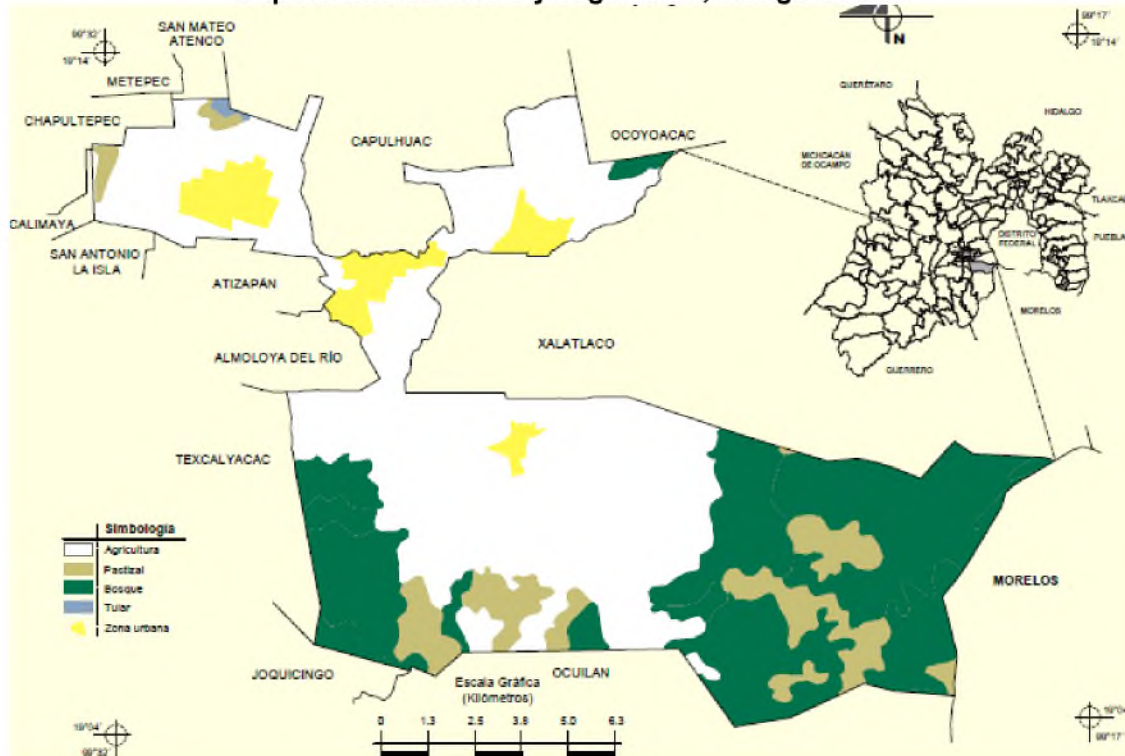 SAN MATEO
ATENCO
99°32´
19°14´
N
99°17´
19°14´
METEPEC
QUERÉTARO
HIDALGO
CHAPULTEPEC
CAPULHUAC
OCOYOACAC
MICHOACÁN
DE OCAMPO
TLAXCALA
DISTRITO
FEDERAL
PUEBLA
CALIMAYA
SAN ANTONIO
LA ISLA
ATIZAPÁN
MORELOS
ALMOLOYA DEL RÍO
XALATLACO
GUERRERO
TEXCALYACAC
Simbología
Agricultura
Pastizal
Bosque
Tular
Zona urbana
MORELOS
JOQUICINGO
OCUILAN
Escala Gráfica
(Kilómetros)
0 1.3 2.5 3.8 5.0 6.3
19°04´
99°32´
19°04´
99°17´